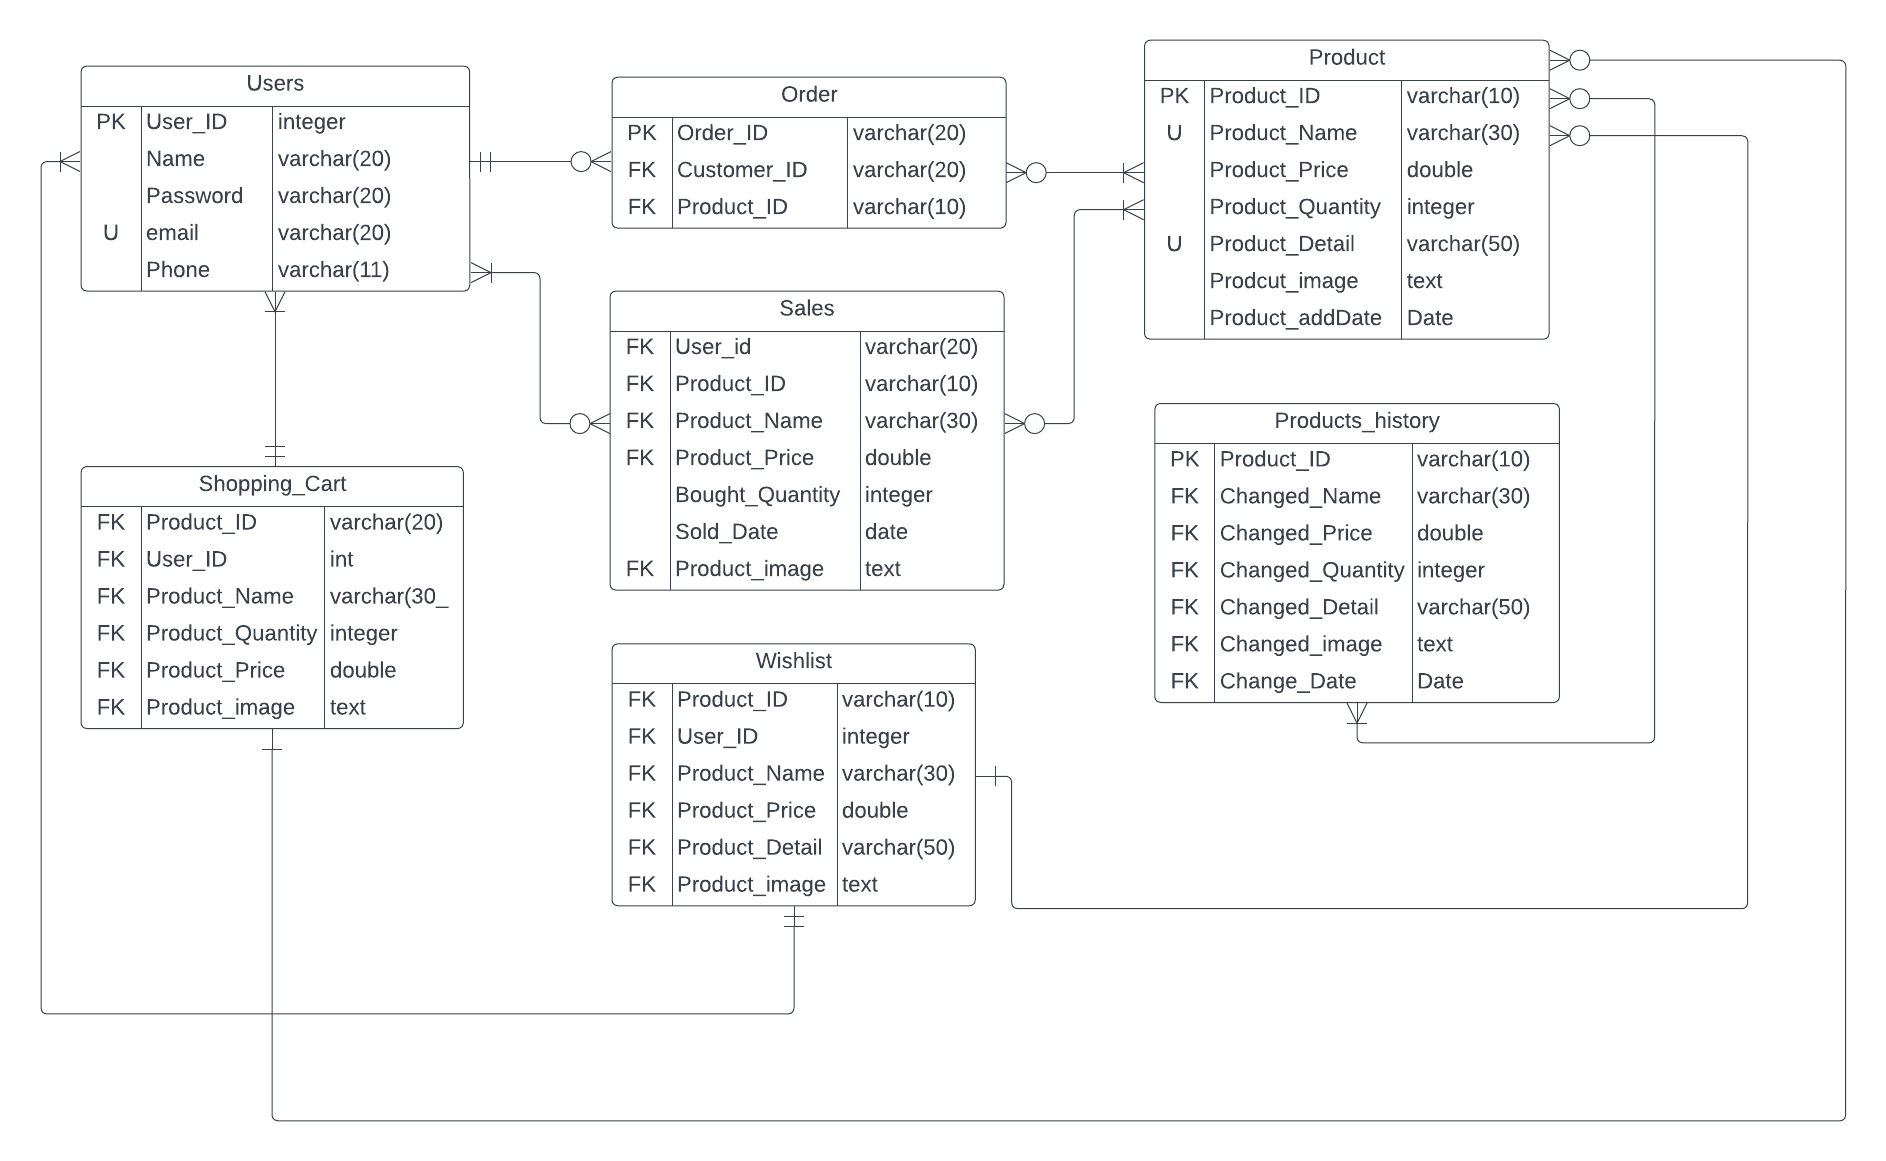 Users
PK User_ID integer
Name varchar(20)
Password varchar(20)
U email varchar(20)
Phone varchar(11)
Order
PK Order_ID varchar(20)
FK Customer_ID varchar(20)
FK Product_ID varchar(10)
Product
PK Product_ID varchar(10)
U Product_Name varchar(30)
Product_Price double
Product_Quantity integer
U Product_Detail varchar(50)
Prodcut_image text
Product_addDate Date
Sales
FK User_id varchar(20)
FK Product_ID varchar(10)
FK Product_Name varchar(30)
FK Product_Price double
Bought_Quantity integer
Sold_Date date
FK Product_image text
Products_history
PK Product_ID varchar(10)
FK Changed_Name varchar(30)
FK Changed_Price double
FK Changed_Quantity integer
FK Changed_Detail varchar(50)
FK Changed_image text
FK Change_Date Date
Shopping_Cart
FK Product_ID varchar(20)
FK User_ID int
FK Product_Name varchar(30_
FK Product_Quantity integer
FK Product_Price double
FK Product_image text
Wishlist
FK Product_ID varchar(10)
FK User_ID integer
FK Product_Name varchar(30)
FK Product_Price double
FK Product_Detail varchar(50)
FK Product_image text